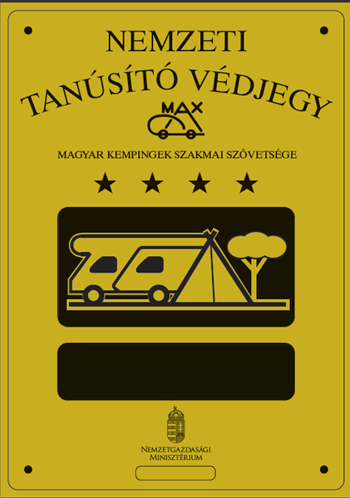 NEMZETI
TANÚSÍTÓ VÉDJEGY
MAX
MAGYAR KEMPINGEK SZAKMAI SZÖVETSÉGE
NEMZETGAZDASÁGI
MINISZTÉRIUM